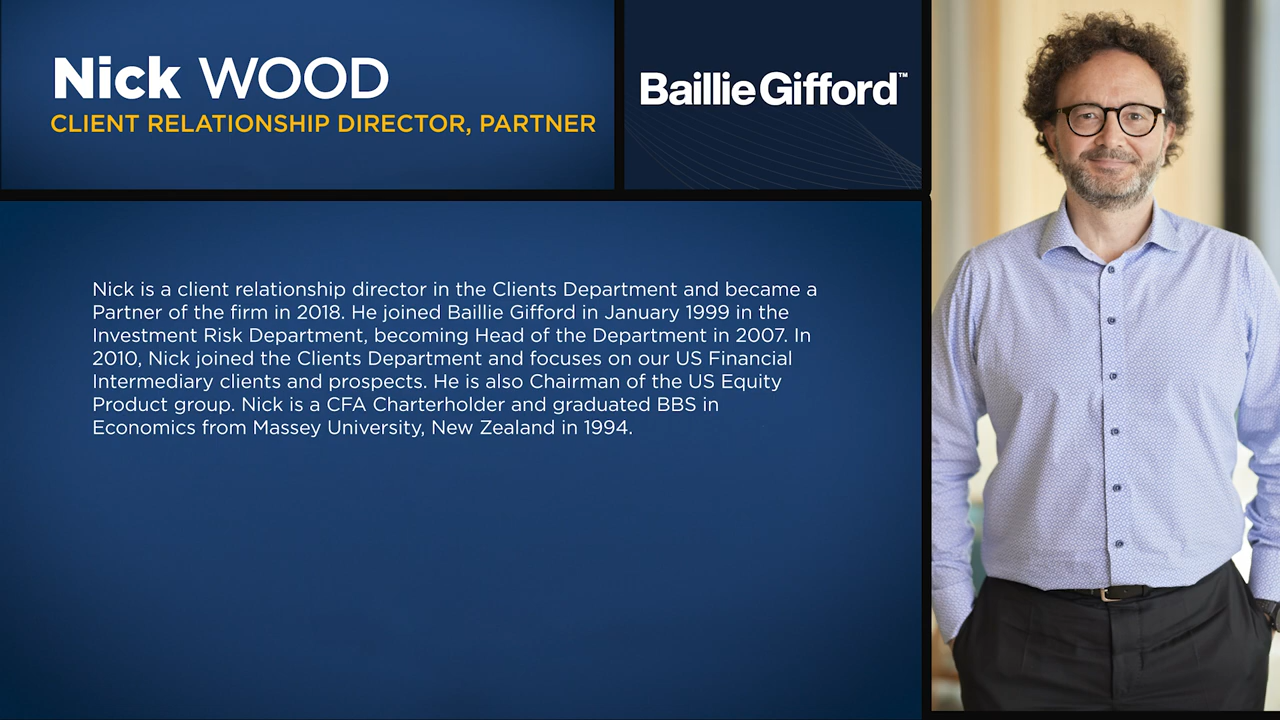 Nick WOOD
CLIENT RELATIONSHIP DIRECTOR, PARTNER
Baillie Gifford™
Nick is a client relationship director in the Clients Department and became a
Partner of the firm in 2018. He joined Baillie Gifford in January 1999 in the
Investment Risk Department, becoming Head of the Department in 2007. In
2010, Nick joined the Clients Department and focuses on our US Financial
Intermediary clients and prospects. He is also Chairman of the US Equity
Product group. Nick is a CFA Charterholder and graduated BBS in
Economics from Massey University, New Zealand in 1994.